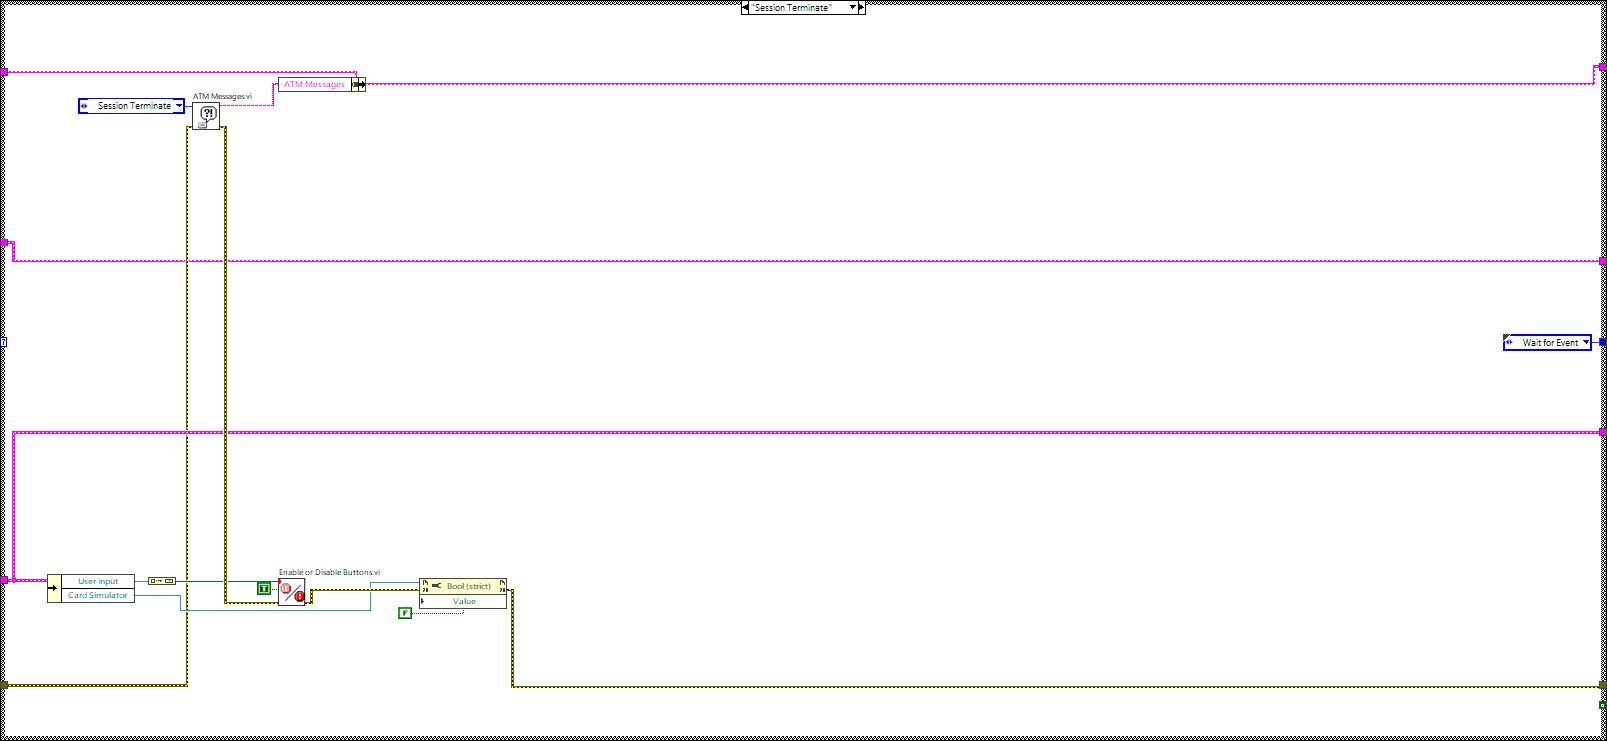 "Session Terminate"
ATM Messages
ATM Messages.vi
Session Terminate
?!
Wait for Event
Enable or Disable Buttons.vi
User Input
Card Simulator
T
Bool (strict)
Value
F